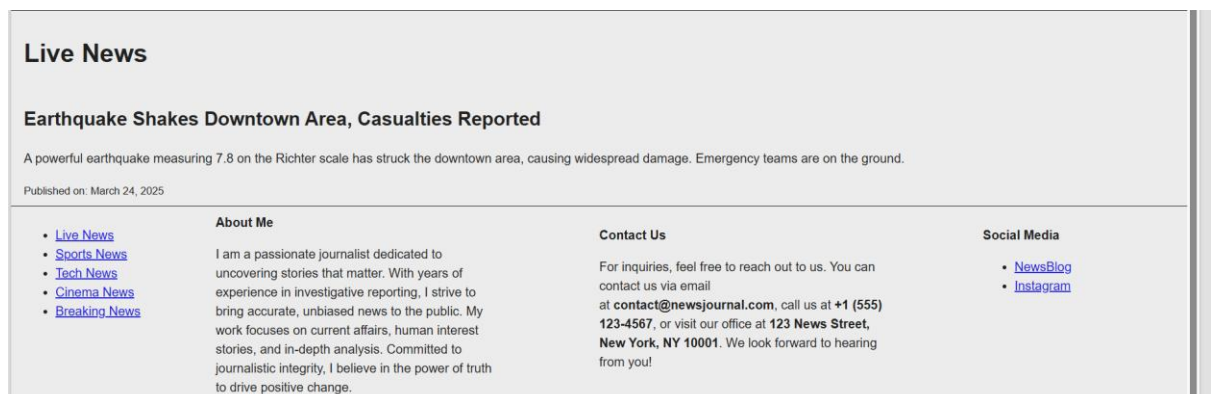 Live News
Earthquake Shakes Downtown Area, Casualties Reported
A powerful earthquake measuring 7.8 on the Richter scale has struck the downtown area, causing widespread damage. Emergency teams are on the ground.
Published on: March 24, 2025
Live News
Sports News
Tech News
Cinema News
Breaking News
About Me
I am a passionate journalist dedicated to
uncovering stories that matter. With years of
experience in investigative reporting, I strive to
bring accurate, unbiased news to the public. My
work focuses on current affairs, human interest
stories, and in-depth analysis. Committed to
journalistic integrity, I believe in the power of truth
to drive positive change.
Contact Us
For inquiries, feel free to reach out to us. You can
contact us via email
at contact@newsjournal.com, call us at +1 (555)
123-4567, or visit our office at 123 News Street,
New York, NY 10001. We look forward to hearing
from you!
Social Media
NewsBlog
Instagram